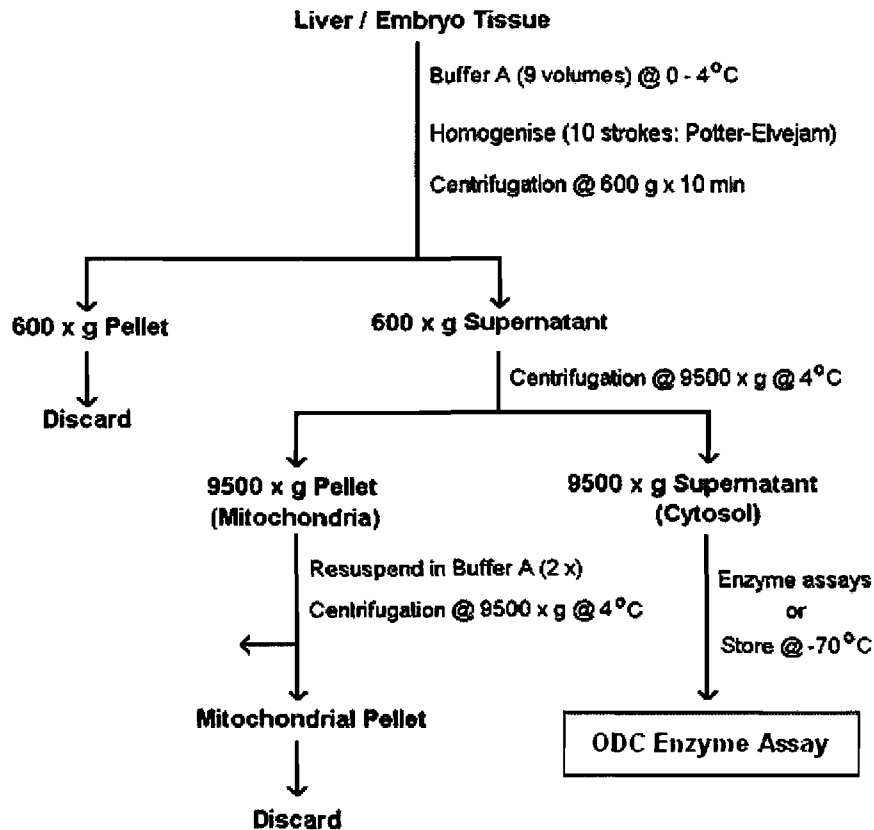 Liver / Embryo Tissue
Buffer A (9 volumes) @ 0 - 4°C
Homogenise (10 strokes: Potter-Elvejam)
Centrifugation @ 600 g x 10 min
600 x g Pellet
600 x g Supernatant
Centrifugation @ 9500 x g @ 4°C
Discard
9500 x g Pellet
(Mitochondria)
9500 x g Supernatant
(Cytosol)
Resuspend in Buffer A (2 x)
Centrifugation @ 9500 x g @ 4°C
Enzyme assays
or
Store @ -70°C
Mitochondrial Pellet
ODC Enzyme Assay
Discard